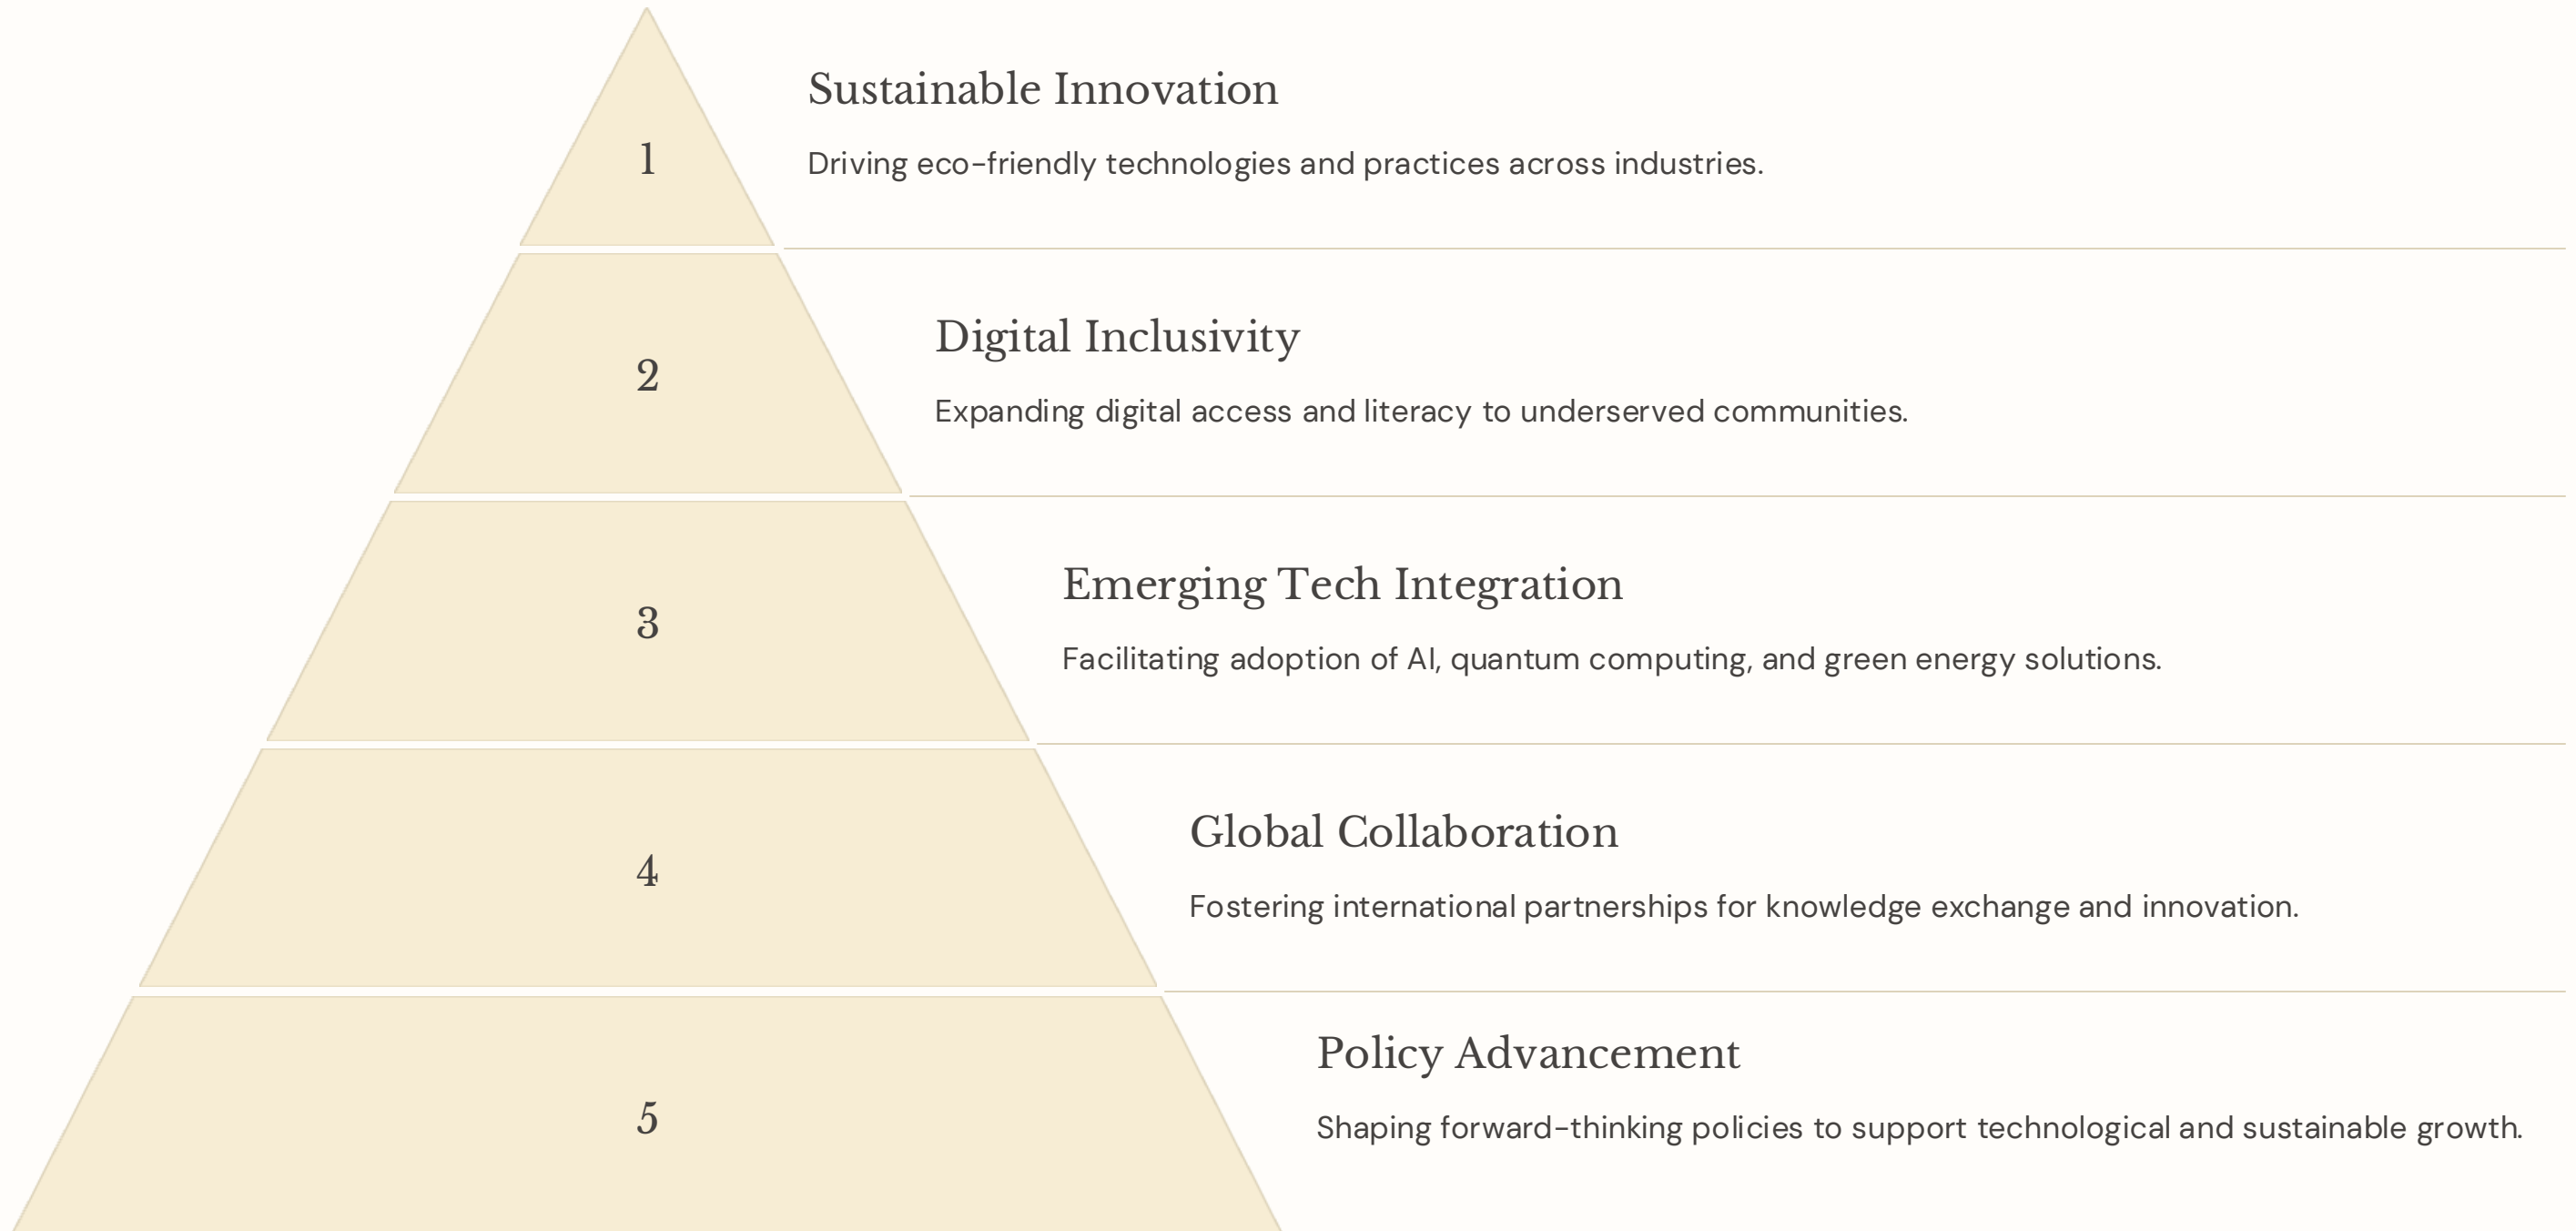 1
Sustainable Innovation
Driving eco-friendly technologies and practices across industries.
2
Digital Inclusivity
Expanding digital access and literacy to underserved communities.
3
Emerging Tech Integration
Facilitating adoption of AI, quantum computing, and green energy solutions.
4
Global Collaboration
Fostering international partnerships for knowledge exchange and innovation.
5
Policy Advancement
Shaping forward-thinking policies to support technological and sustainable growth.